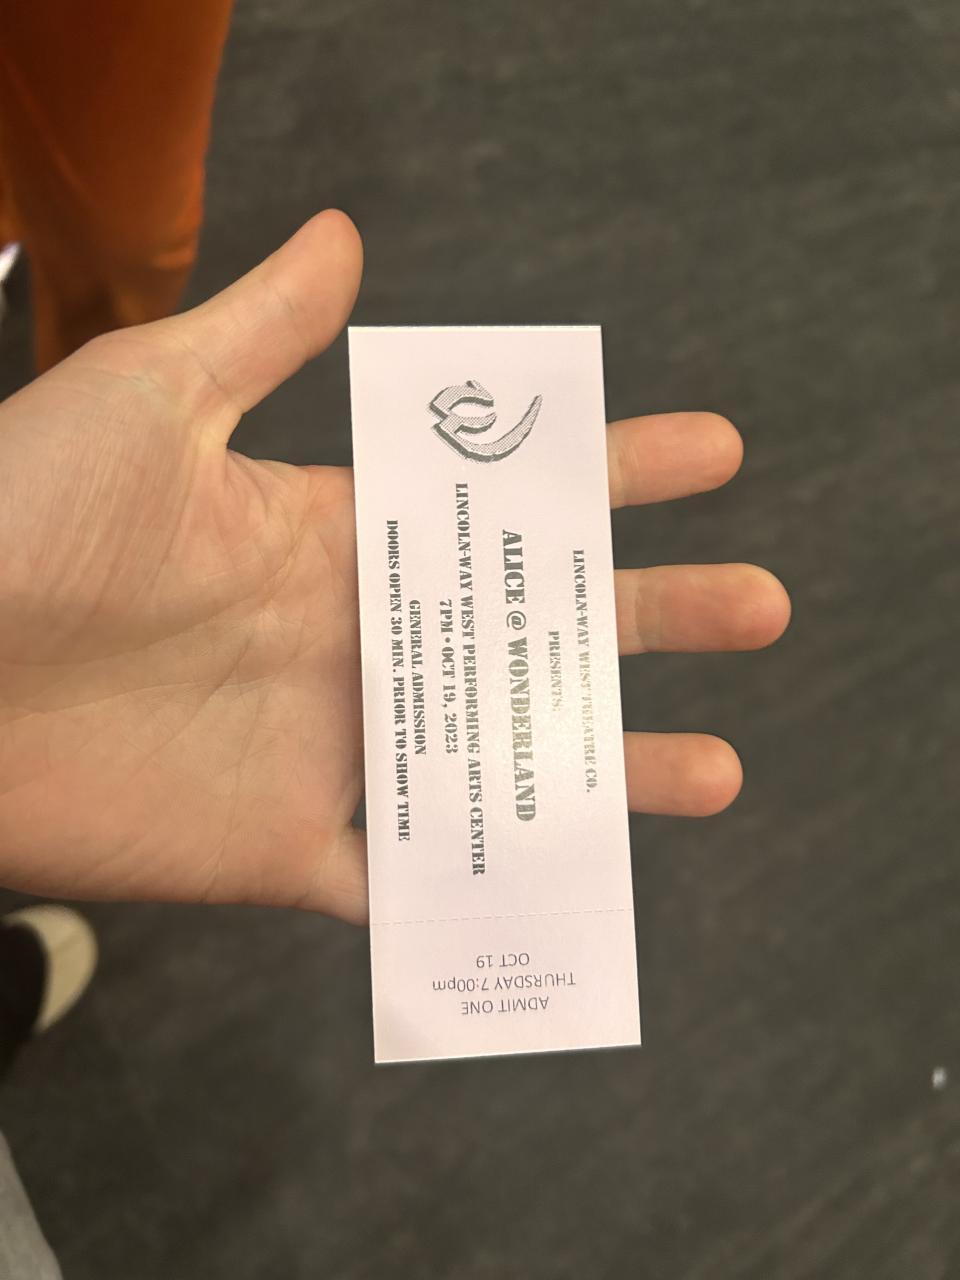 LINCOLN-WAY WEST THEATRE CO.
PRESENTS:
ALICE @ WONDERLAND
LINCOLN-WAY WEST PERFORMING ARTS CENTER
7PM • OCT 19, 2023
GENERAL ADMISSION
DOORS OPEN 30 MIN. PRIOR TO SHOW TIME
ADMIT ONE
THURSDAY 7:00pm
OCT 19